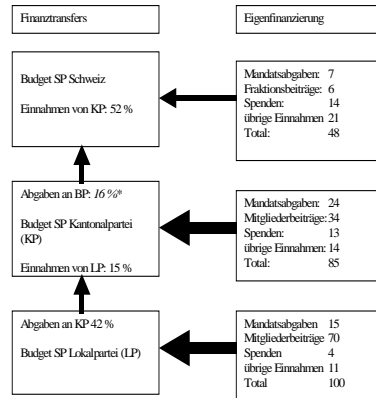 Finanztransfers
Eigenfinanzierung
Budget SP Schweiz
Einnahmen von KP: 52 %
Mandatsabgaben: 7
Fraktionsbeiträge: 6
Spenden: 14
übrige Einnahmen 21
Total: 48
Abgaben an BP: 16 %*
Budget SP Kantonalpartei
(KP)
Einnahmen von LP: 15 %
Mandatsabgaben: 24
Mitgliederbeiträge: 34
Spenden: 13
übrige Einnahmen: 14
Total: 85
Abgaben an KP 42 %
Budget SP Lokalpartei (LP)
Mandatsabgaben 15
Mitgliederbeiträge 70
Spenden 4
übrige Einnahmen 11
Total 100